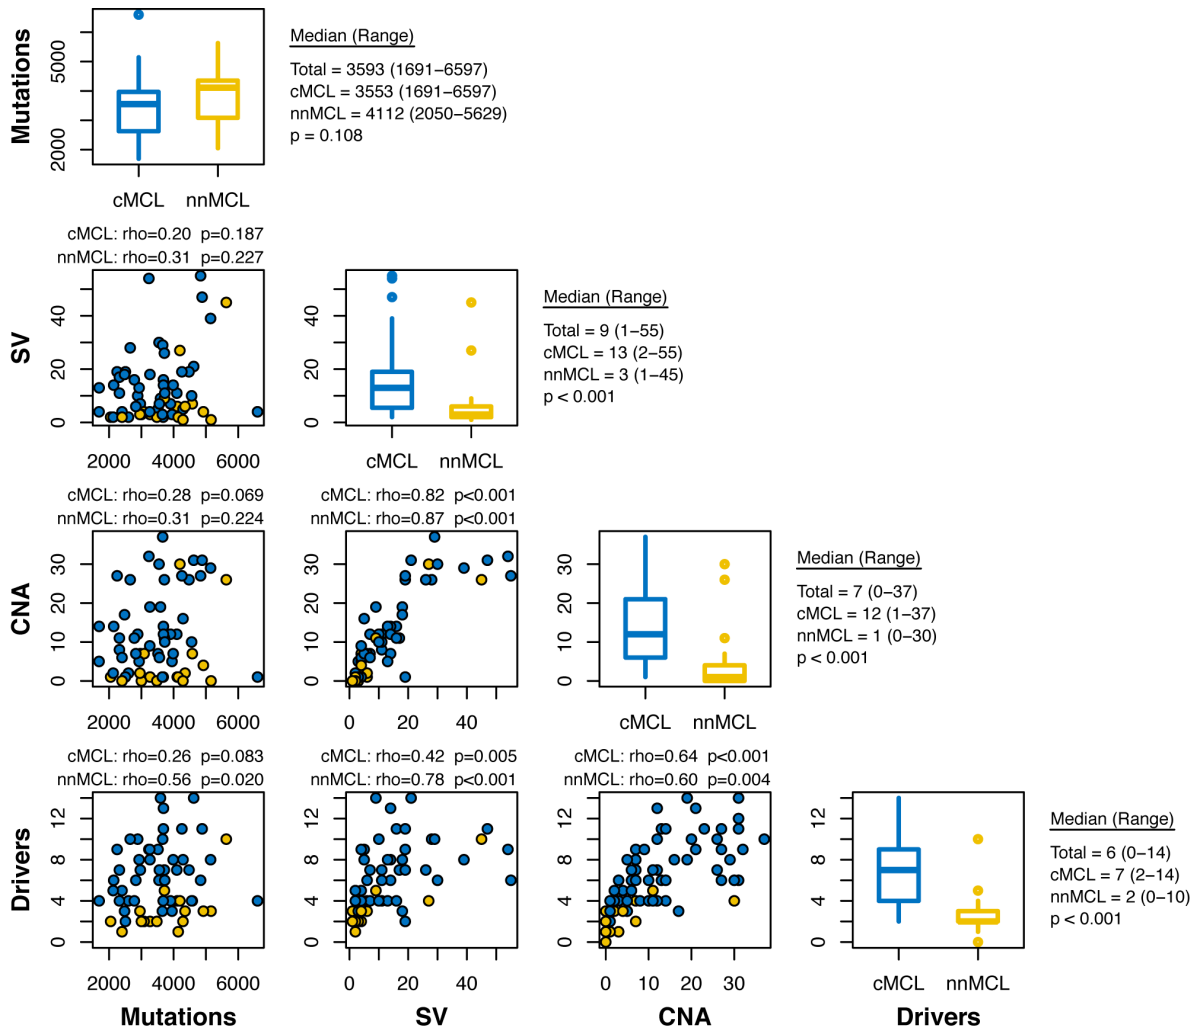 Mutations
5000
2000
cMCL nnMCL
Median (Range)
Total = 3593 (1691–6597)
cMCL = 3553 (1691–6597)
nnMCL = 4112 (2050–5629)
p = 0.108
cMCL: rho=0.20 p=0.187
nnMCL: rho=0.31 p=0.227
SV
40
20
0
2000 4000 6000
40
20
0
cMCL nnMCL
Median (Range)
Total = 9 (1–55)
cMCL = 13 (2–55)
nnMCL = 3 (1–45)
p < 0.001
cMCL: rho=0.28 p=0.069
nnMCL: rho=0.31 p=0.224
cMCL: rho=0.82 p<0.001
nnMCL: rho=0.87 p<0.001
CNA
30
20
10
0
2000 4000 6000
30
20
10
0
0 20 40
30
20
10
0
cMCL nnMCL
Median (Range)
Total = 7 (0–37)
cMCL = 12 (1–37)
nnMCL = 1 (0–30)
p < 0.001
cMCL: rho=0.26 p=0.083
nnMCL: rho=0.56 p=0.020
cMCL: rho=0.42 p=0.005
nnMCL: rho=0.78 p<0.001
cMCL: rho=0.64 p<0.001
nnMCL: rho=0.60 p=0.004
Drivers
12
8
4
0
2000 4000 6000
12
8
4
0
0 20 40
12
8
4
0
0 10 20 30
12
8
4
0
cMCL nnMCL
Median (Range)
Total = 6 (0–14)
cMCL = 7 (2–14)
nnMCL = 2 (0–10)
p < 0.001
Mutations SV CNA Drivers